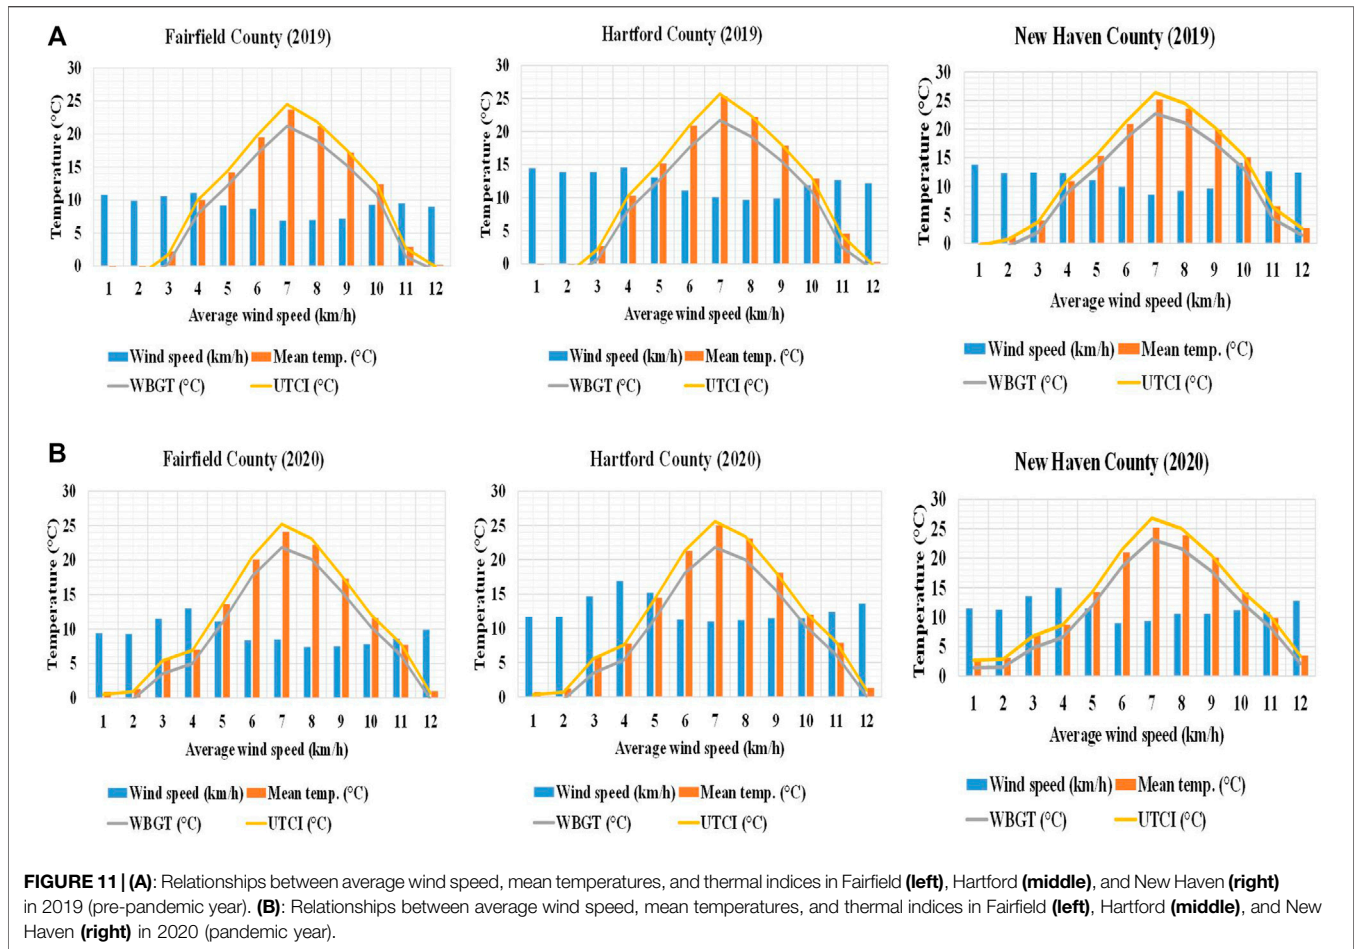 A
Fairfield County (2019)
Temperature (°C)
30
25
20
15
10
5
0
1 2 3 4 5 6 7 8 9 10 11 12
Average wind speed (km/h)
Wind speed (km/h) Mean temp. (°C)
WBGT (°C) UTCI (°C)
Hartford County (2019)
Temperature (°C)
30
25
20
15
10
5
0
1 2 3 4 5 6 7 8 9 10 11 12
Average wind speed (km/h)
Wind speed (km/h) Mean temp. (°C)
WBGT (°C) UTCI (°C)
New Haven County (2019)
Temperature (°C)
30
25
20
15
10
5
0
1 2 3 4 5 6 7 8 9 10 11 12
Average wind speed (km/h)
Wind speed (km/h) Mean temp. (°C)
WBGT (°C) UTCI (°C)
B
Fairfield County (2020)
Temperature (°C)
30
25
20
15
10
5
0
1 2 3 4 5 6 7 8 9 10 11 12
Average wind speed (km/h)
Wind speed (km/h) Mean temp. (°C)
WBGT (°C) UTCI (°C)
Hartford County (2020)
Temperature (°C)
30
25
20
15
10
5
0
1 2 3 4 5 6 7 8 9 10 11 12
Average wind speed (km/h)
Wind speed (km/h) Mean temp. (°C)
WBGT (°C) UTCI (°C)
New Haven County (2020)
Temperature (°C)
30
25
20
15
10
5
0
1 2 3 4 5 6 7 8 9 10 11 12
Average wind speed (km/h)
Wind speed (km/h) Mean temp. (°C)
WBGT (°C) UTCI (°C)
FIGURE 11 | (A): Relationships between average wind speed, mean temperatures, and thermal indices in Fairfield (left), Hartford (middle), and New Haven (right)
in 2019 (pre-pandemic year). (B): Relationships between average wind speed, mean temperatures, and thermal indices in Fairfield (left), Hartford (middle), and New
Haven (right) in 2020 (pandemic year).